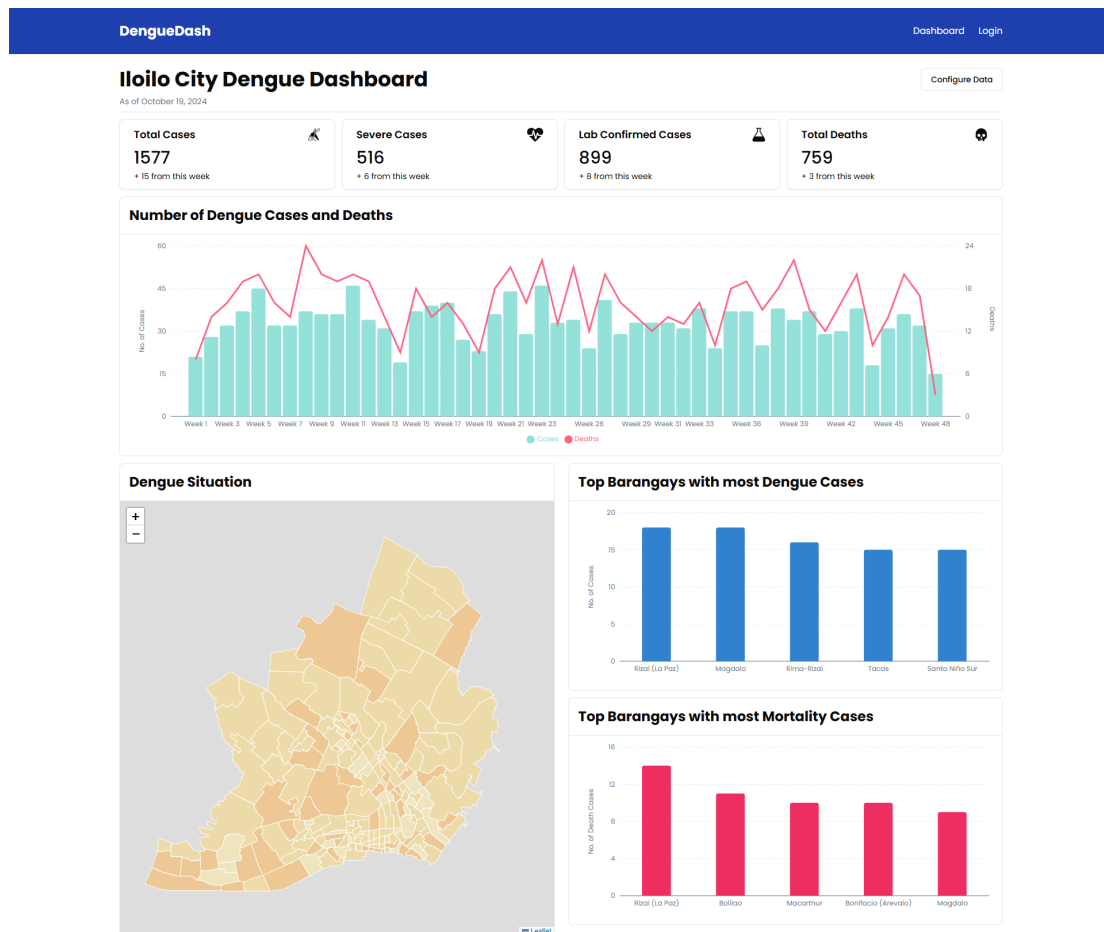 DengueDash
Dashboard Login
Iloilo City Dengue Dashboard
Configure Data
As of October 19, 2024
Total Cases
1577
+ 15 from this week
Severe Cases
516
+ 6 from this week
Lab Confirmed Cases
899
+ 8 from this week
Total Deaths
759
+ 3 from this week
Number of Dengue Cases and Deaths
60
45
30
15
0
No. of Cases
24
18
12
6
0
Deaths
Week 1 Week 3 Week 5 Week 7 Week 9 Week 11 Week 13 Week 15 Week 17 Week 19 Week 21 Week 23 Week 26 Week 29 Week 31 Week 33 Week 36 Week 39 Week 42 Week 45 Week 48
Cases Deaths
Dengue Situation
+
−
Leaflet
Top Barangays with most Dengue Cases
20
15
10
5
0
No. of Cases
Rizal (La Paz) Magdalo Rima-Rizal Tacas Santo Niño Sur
Top Barangays with most Mortality Cases
16
12
8
4
0
No. of Death Cases
Rizal (La Paz) Bolilao Macarthur Bonifacio (Arevalo) Magdalo